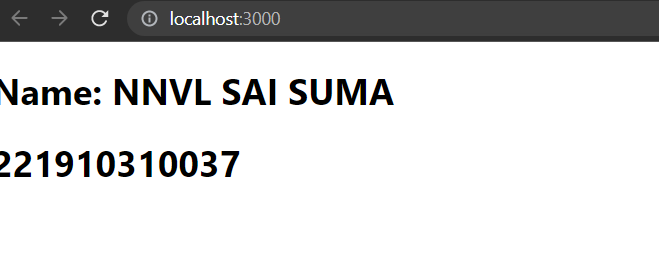 localhost:3000
Name: NNVL SAI SUMA
221910310037